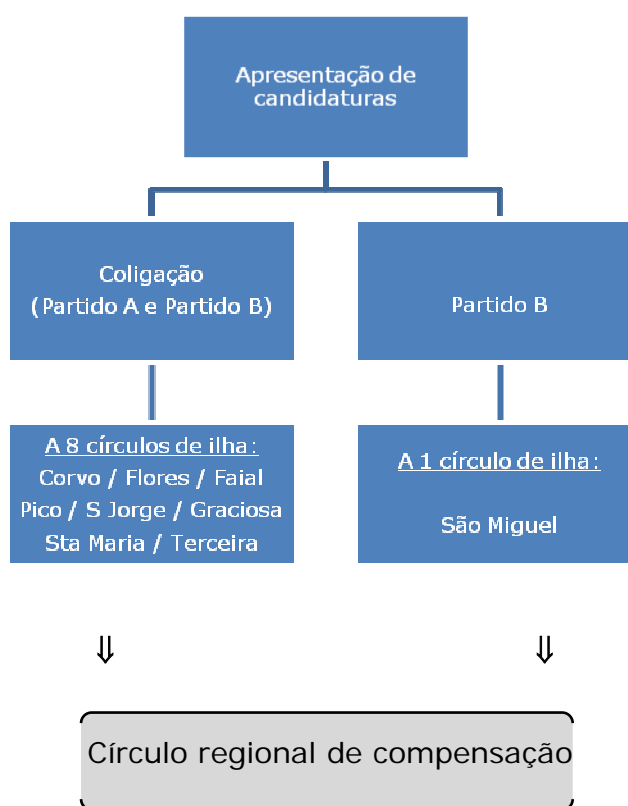 Apresentação de
candidaturas
Coligação
(Partido A e Partido B)
Partido B
A 8 círculos de ilha:
Corvo / Flores / Faial
Pico / S Jorge / Graciosa
Sta Maria / Terceira
A 1 círculo de ilha:
São Miguel
⇓ ⇓
Círculo regional de compensação